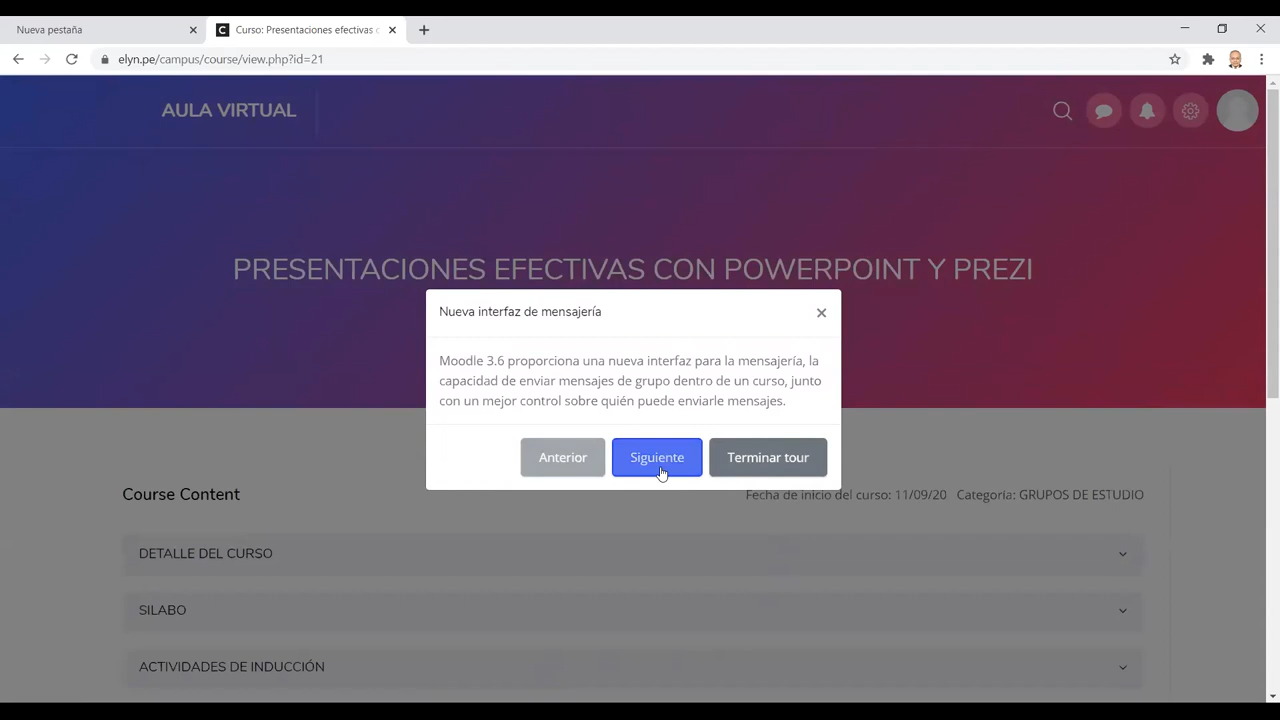 Nueva pestaña
Curso: Presentaciones efectivas c
elyn.pe/campus/course/view.php?id=21
AULA VIRTUAL
PRESENTACIONES EFECTIVAS CON POWERPOINT Y PREZI
Nueva interfaz de mensajería
Moodle 3.6 proporciona una nueva interfaz para la mensajería, la
capacidad de enviar mensajes de grupo dentro de un curso, junto
con un mejor control sobre quién puede enviarle mensajes.
Anterior
Siguiente
Terminar tour
Course Content
Fecha de inicio del curso: 11/09/20 Categoría: GRUPOS DE ESTUDIO
DETALLE DEL CURSO
SILABO
ACTIVIDADES DE INDUCCIÓN